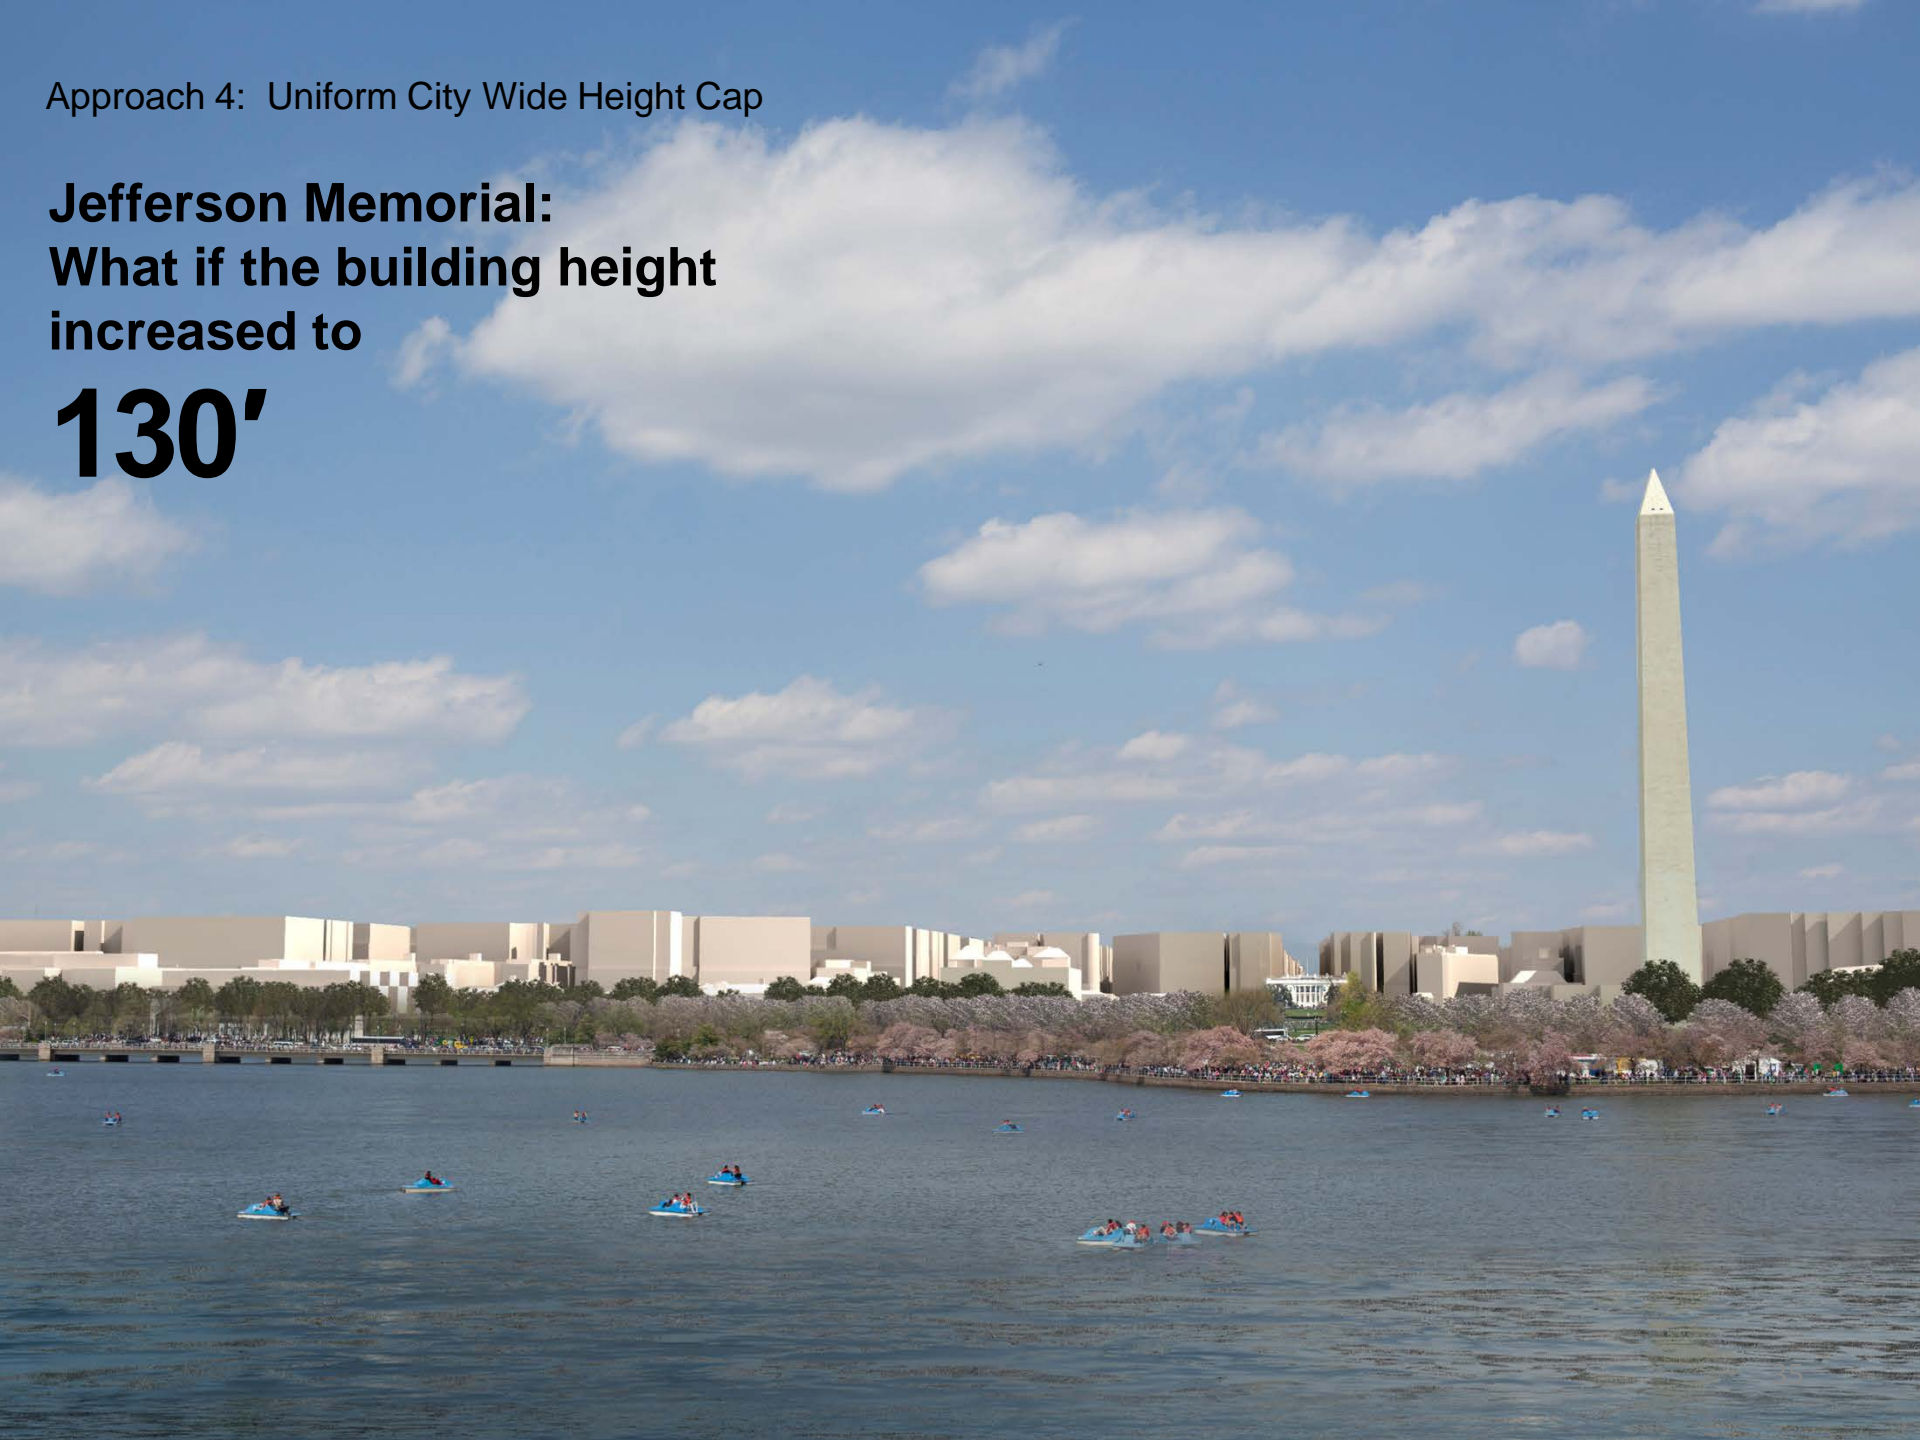 Approach 4:  Uniform City Wide Height Cap
Jefferson Memorial:
What if the building height
increased to
130′